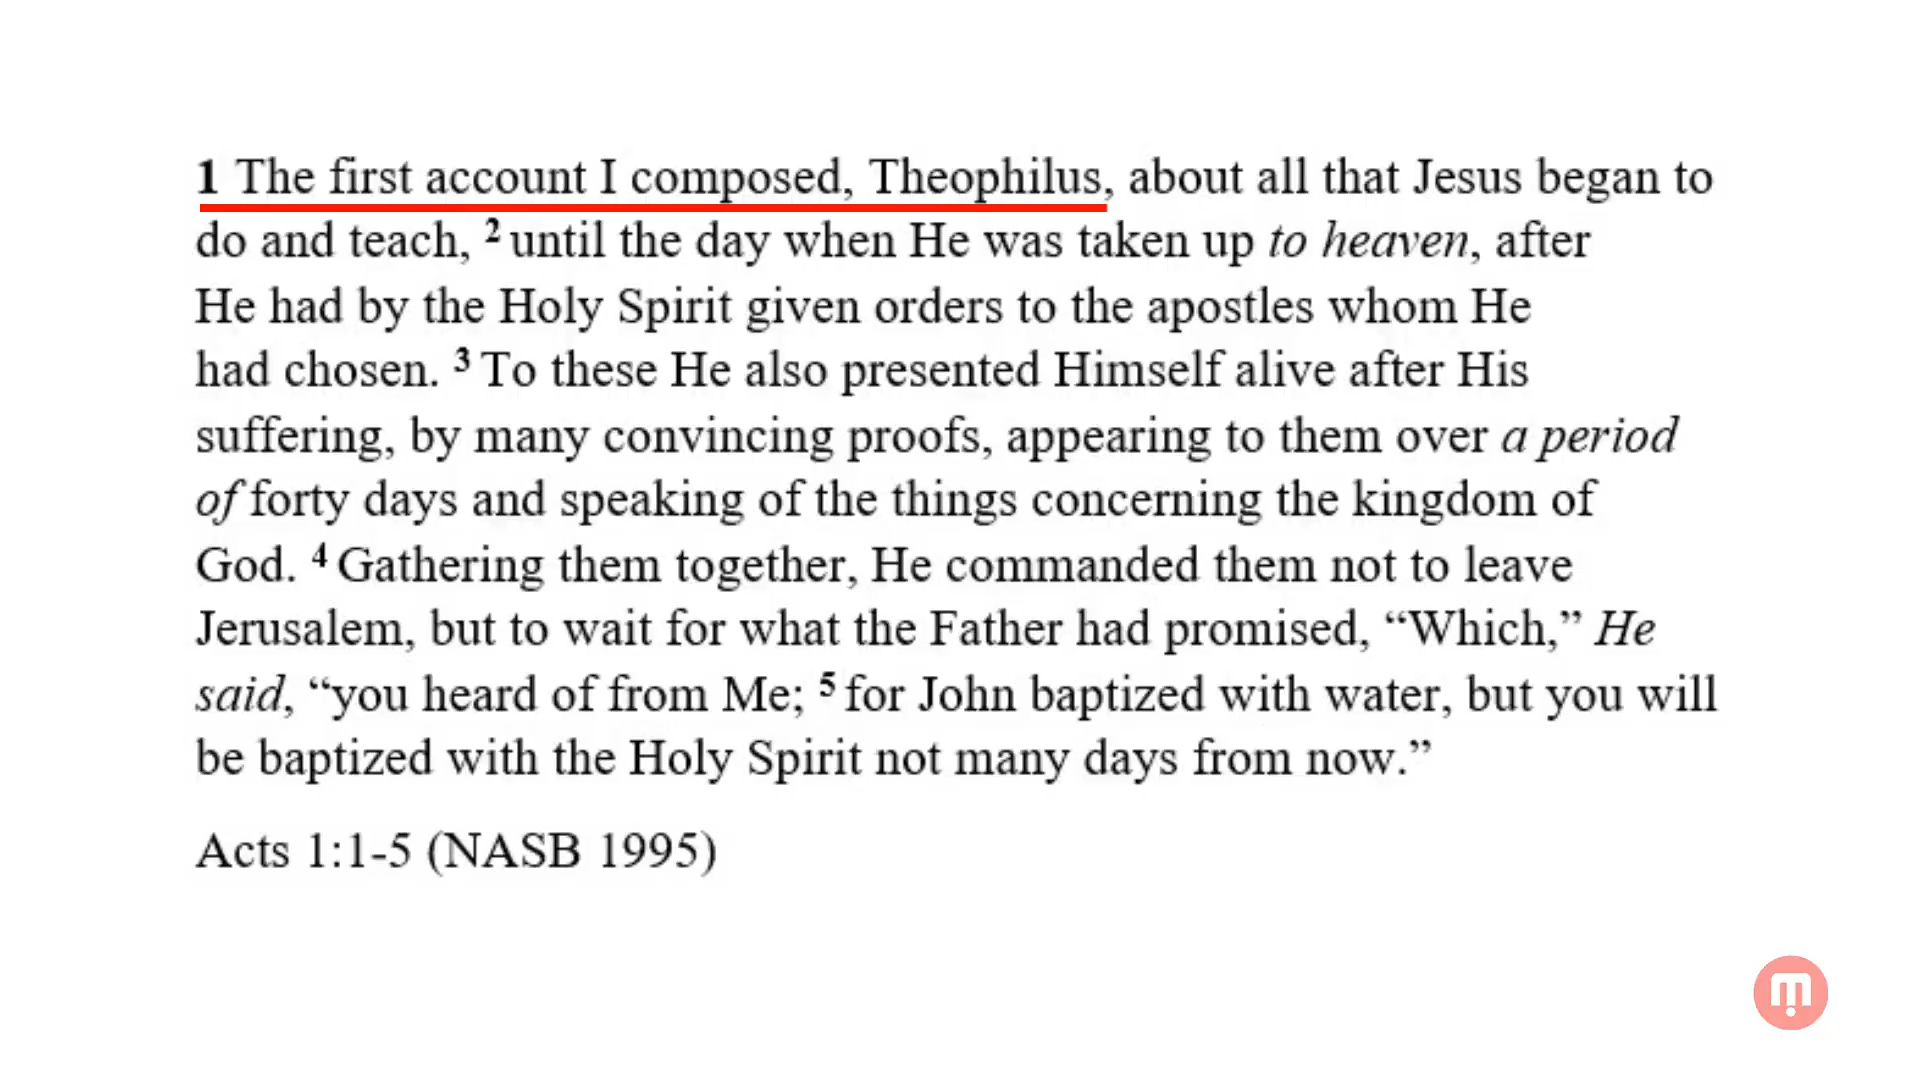 1 The first account I composed, Theophilus, about all that Jesus began to
do and teach, 2 until the day when He was taken up to heaven, after
He had by the Holy Spirit given orders to the apostles whom He
had chosen. 3 To these He also presented Himself alive after His
suffering, by many convincing proofs, appearing to them over a period
of forty days and speaking of the things concerning the kingdom of
God. 4 Gathering them together, He commanded them not to leave
Jerusalem, but to wait for what the Father had promised, “Which,” He
said, “you heard of from Me; 5 for John baptized with water, but you will
be baptized with the Holy Spirit not many days from now.”
Acts 1:1-5 (NASB 1995)